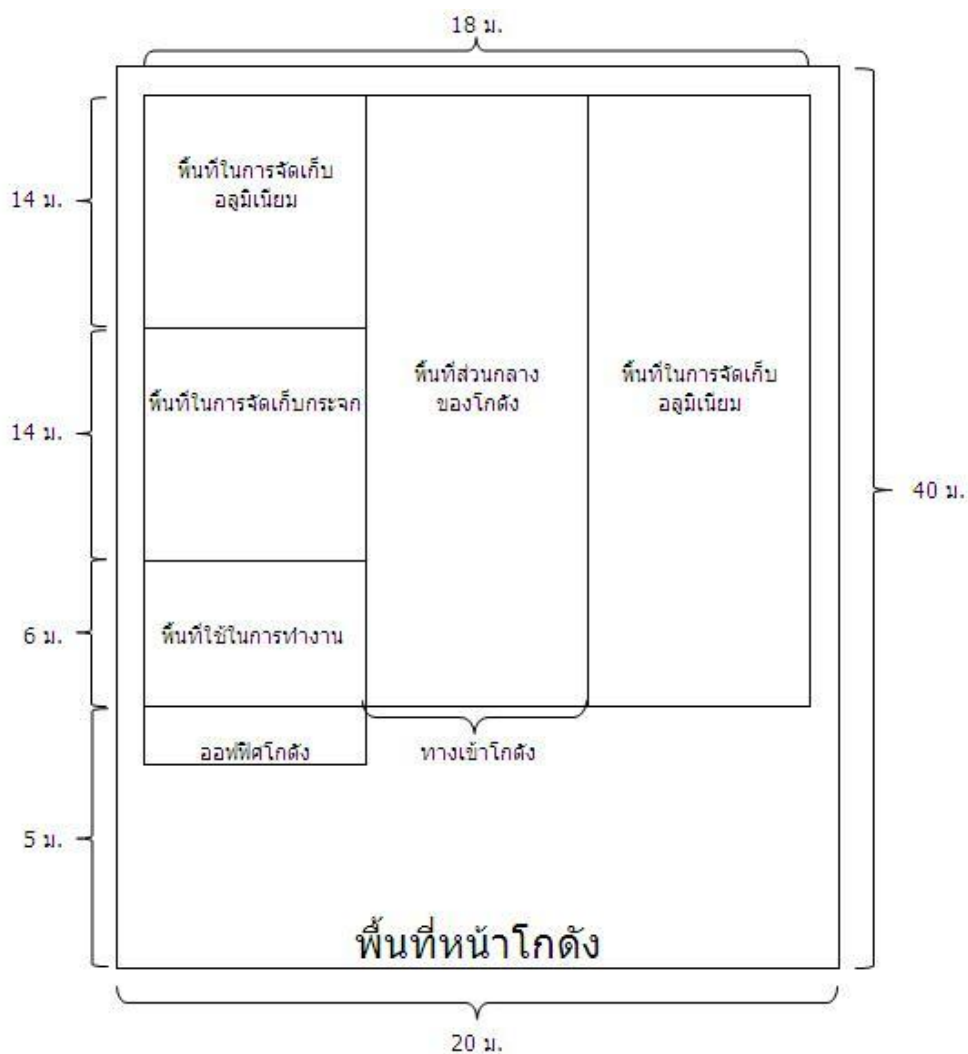 18 ม.
14 ม.
พื้นที่ในการจัดเก็บ
อลูมิเนียม
14 ม.
พื้นที่ในการจัดเก็บกระจก
พื้นที่ส่วนกลาง
ของโกดัง
พื้นที่ในการจัดเก็บ
อลูมิเนียม
40 ม.
6 ม.
พื้นที่ใช้ในการทำงาน
ออฟฟิศโกดัง
ทางเข้าโกดัง
5 ม.
พื้นที่หน้าโกดัง
20 ม.